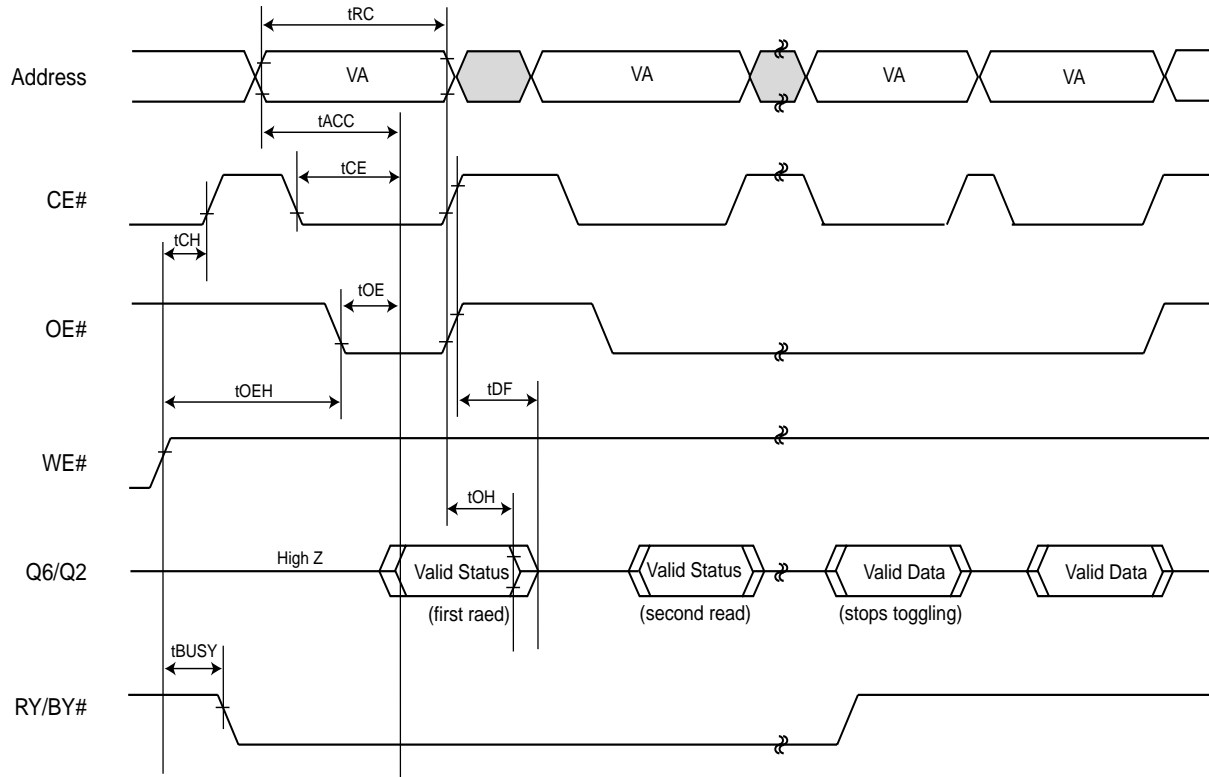 tRC
Address
VA
VA
VA
VA
tACC
tCE
CE#
tCH
tOE
OE#
tDF
tOEH
WE#
tOH
High Z
Q6/Q2
Valid Status
Valid Status
Valid Data
Valid Data
(first raed)
(second read)
(stops toggling)
tBUSY
RY/BY#